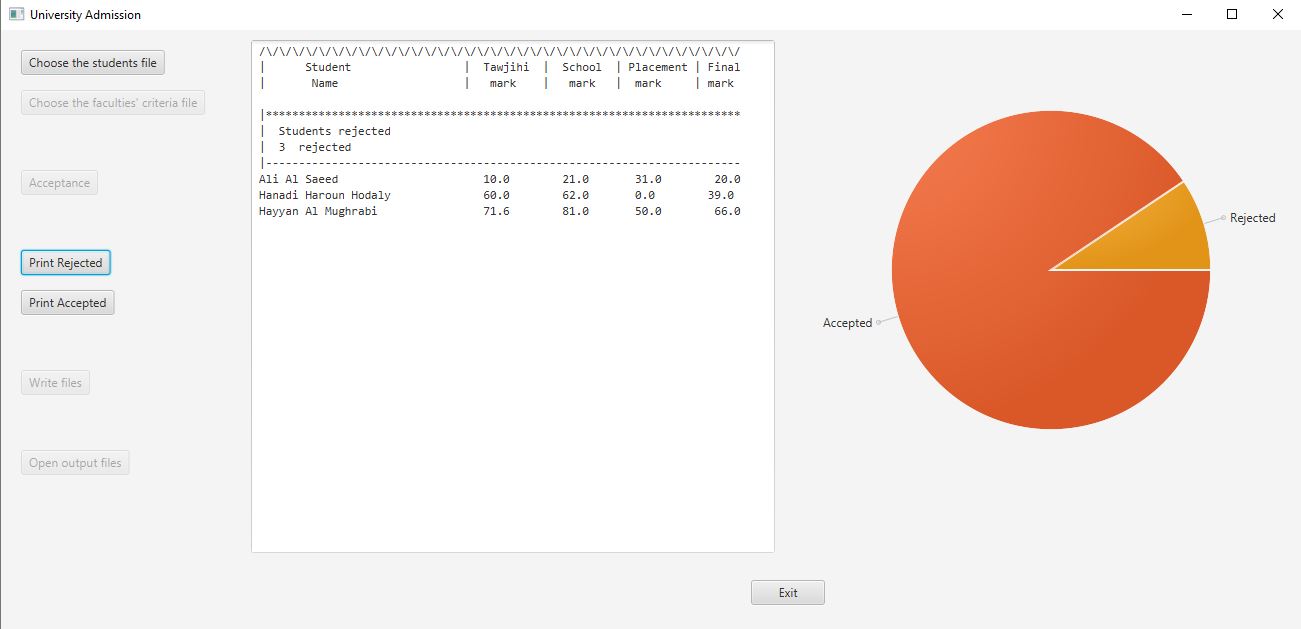 University Admission
Choose the students file
Choose the faculties' criteria file
Acceptance
Print Rejected
Print Accepted
Write files
Open output files
/\/\/\/\/\/\/\/\/\/\/\/\/\/\/\/\/\/\/\/\/\/\/\/\/\/\/\/\/\/\/\/\/\/\/\/\/
| Student | Tawjihi | School | Placement | Final
| Name | mark | mark | mark | mark
|************************************************************************
| Students rejected
| 3 rejected
|------------------------------------------------------------------------
Ali Al Saeed 10.0 21.0 31.0 20.0
Hanadi Haroun Hodaly 60.0 62.0 0.0 39.0
Hayyan Al Mughrabi 71.6 81.0 50.0 66.0
Rejected
Accepted
Exit